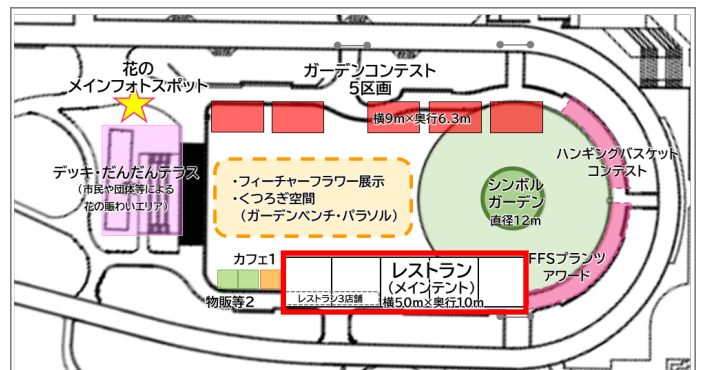 花の
メインフォトスポット
ガーデンコンテスト
5区画
横9m×奥行6.3m
ハンギングバスケット
コンテスト
デッキ・だんだんテラス
（市民や団体等による
花の賑わいエリア）
・フィーチャーフラワー展示
・くつろぎ空間
（ガーデンベンチ・パラソル）
シンボル
ガーデン
直径12m
カフェ1
物販等2
レストラン
（メインテント）
横50m×奥行10m
レストラン3店舗
FFSプランツ
アワード